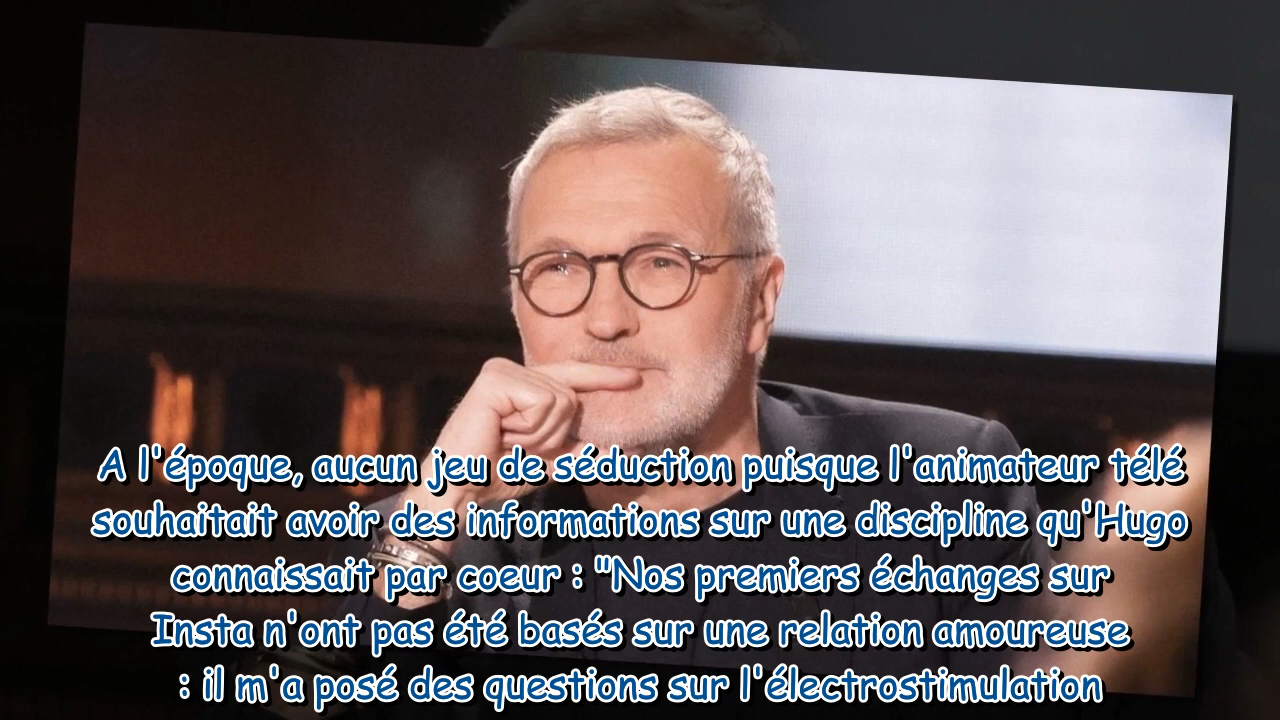 A l'époque, aucun jeu de séduction puisque l'animateur télé
souhaitait avoir des informations sur une discipline qu'Hugo
connaissait par coeur : "Nos premiers échanges sur
Insta n'ont pas été basés sur une relation amoureuse
: il m'a posé des questions sur l'électrostimulation